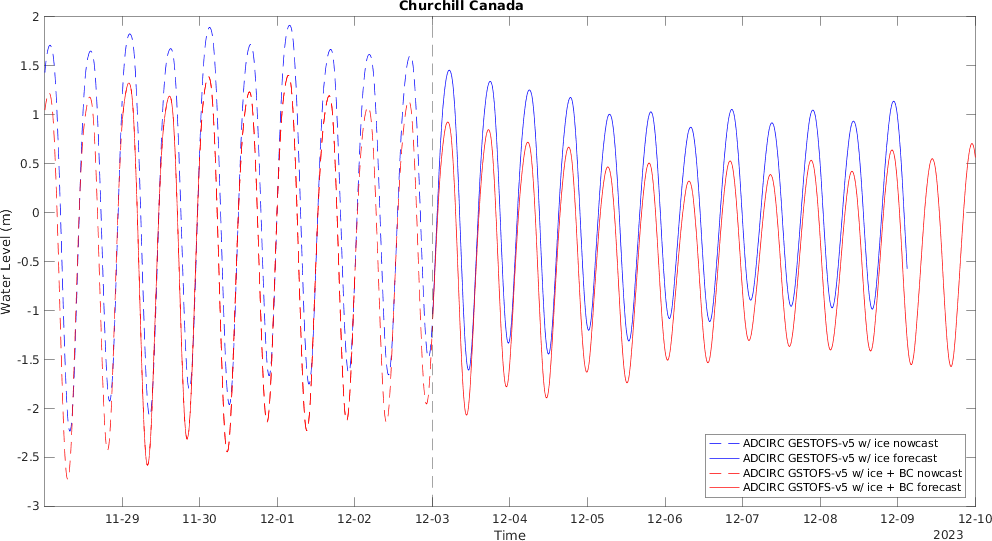 Churchill Canada
2
1.5
1
0.5
0
-0.5
-1
-1.5
-2
-2.5
-3
Water Level (m)
11-29 11-30 12-01 12-02 12-03 12-04 12-05 12-06 12-07 12-08 12-09 12-10
Time
2023
ADCIRC GESTOFS-v5 w/ ice nowcast
ADCIRC GESTOFS-v5 w/ ice forecast
ADCIRC GSTOFS-v5 w/ ice + BC nowcast
ADCIRC GSTOFS-v5 w/ ice + BC forecast